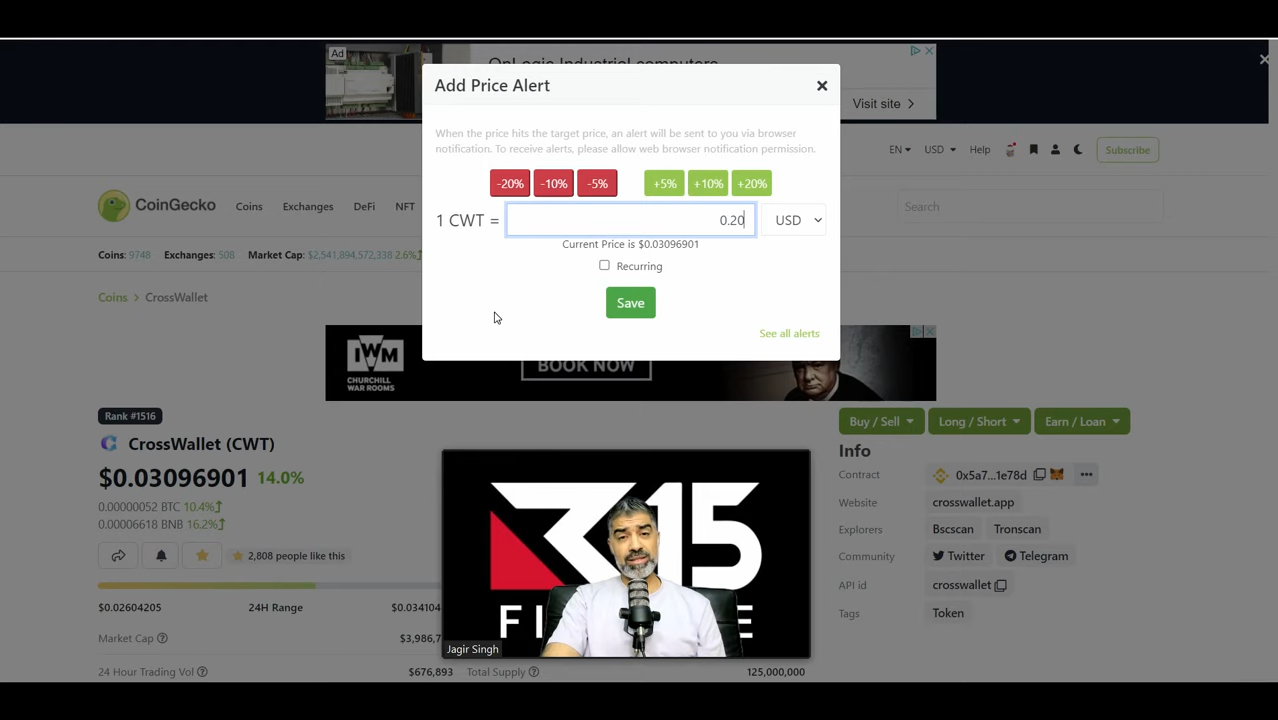 Ad
OnLogic Industrial computers
Visit site
Add Price Alert
When the price hits the target price, an alert will be sent to you via browser
notification. To receive alerts, please allow web browser notification permission.
-20% -10% -5% +5% +10% +20%
1 CWT = 0.20 USD
Current Price is $0.03096901
Recurring
Save
See all alerts
EN USD Help Subscribe
CoinGecko Coins Exchanges DeFi NFT Search
Coins: 9748 Exchanges: 508 Market Cap: $2,541,894,572,338 2.6%
Coins > CrossWallet
IWM
CHURCHILL
WAR ROOMS
BOOK NOW
Rank #1516
Buy / Sell Long / Short Earn / Loan
CrossWallet (CWT)
$0.03096901 14.0%
0.00000052 BTC 10.4%
0.00006618 BNB 16.2%
2,808 people like this
$0.02604205 24H Range $0.034104
Market Cap $3,986,7
24 Hour Trading Vol $676,893 Total Supply 125,000,000
Info
Contract 0x5a7...1e78d
Website crosswallet.app
Explorers Bscscan Tronscan
Community Twitter Telegram
API id crosswallet
Tags Token
315
Jagir Singh